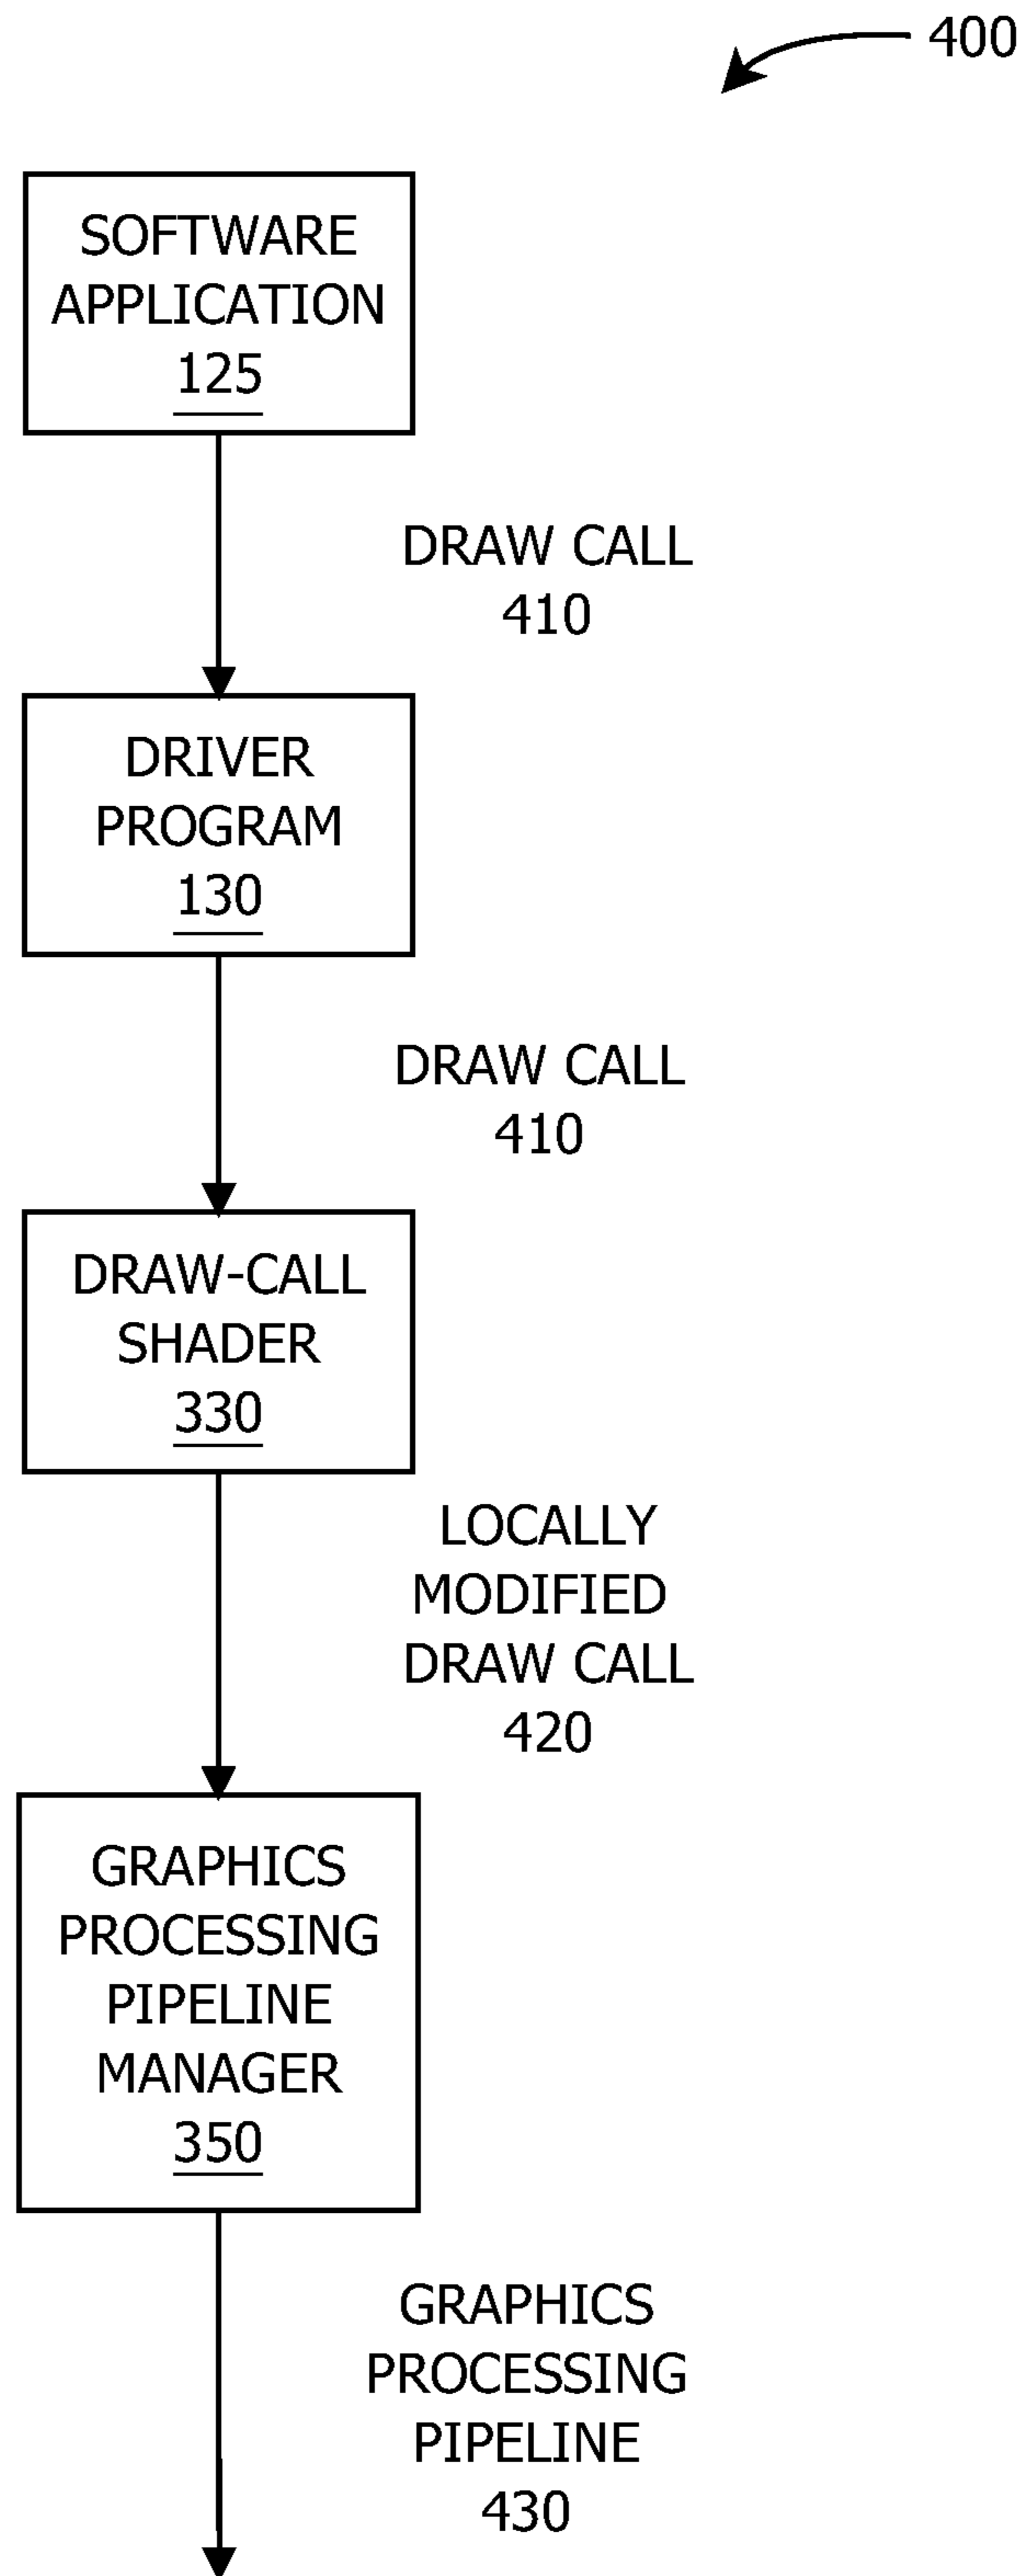 400
SOFTWARE
APPLICATION
125
DRAW CALL
410
DRIVER
PROGRAM
130
DRAW CALL
410
DRAW-CALL
SHADER
330
LOCALLY
MODIFIED
DRAW CALL
420
GRAPHICS
PROCESSING
PIPELINE
MANAGER
350
GRAPHICS
PROCESSING
PIPELINE
430